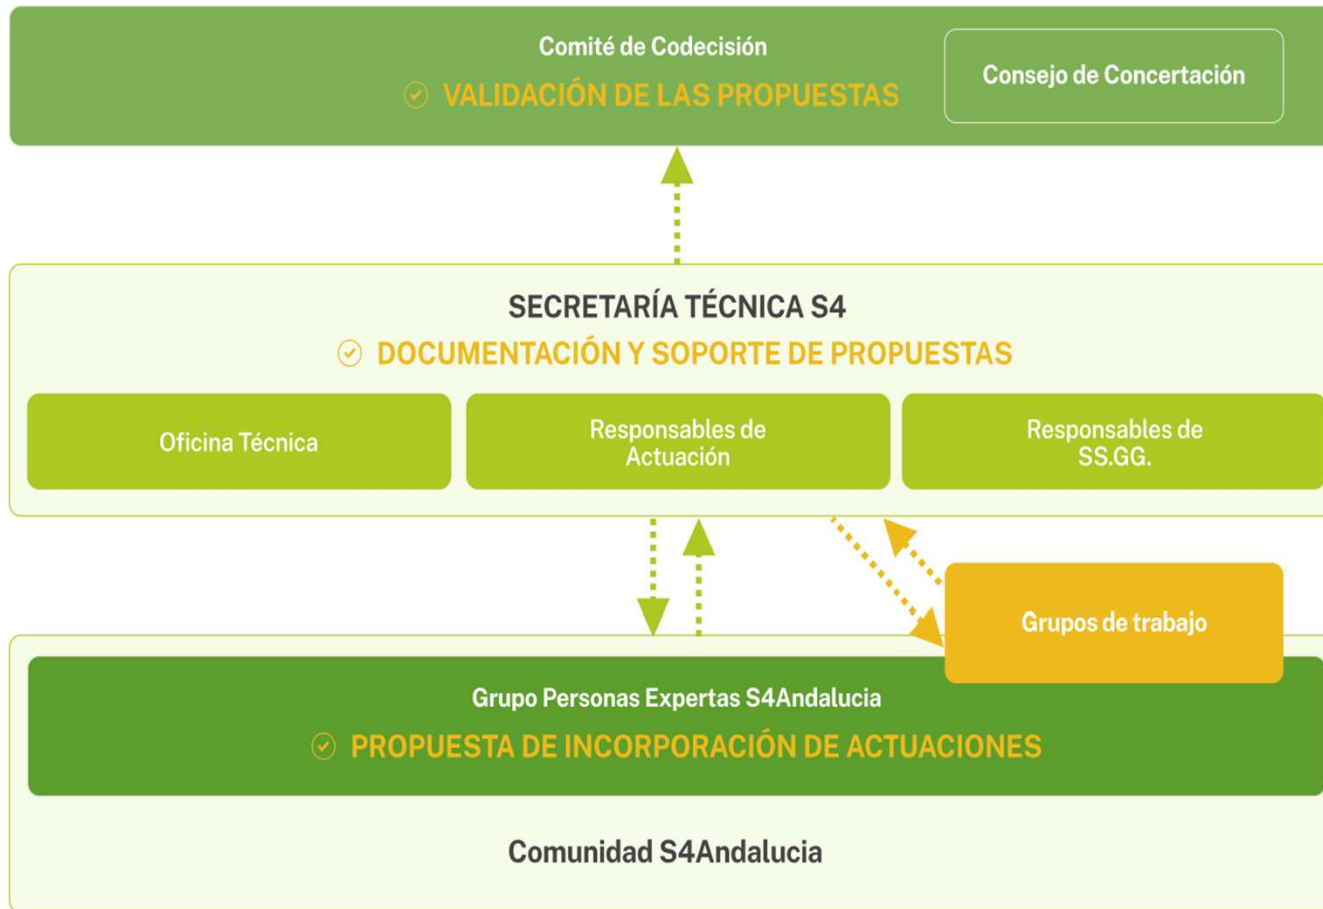 Comité de Codecisión
VALIDACIÓN DE LAS PROPUESTAS
Consejo de Concertación
SECRETARÍA TÉCNICA S4
DOCUMENTACIÓN Y SOPORTE DE PROPUESTAS
Oficina Técnica
Responsables de
Actuación
Responsables de
SS.GG.
Grupos de trabajo
Grupo Personas Expertas S4Andalucia
PROPUESTA DE INCORPORACIÓN DE ACTUACIONES
Comunidad S4Andalucia